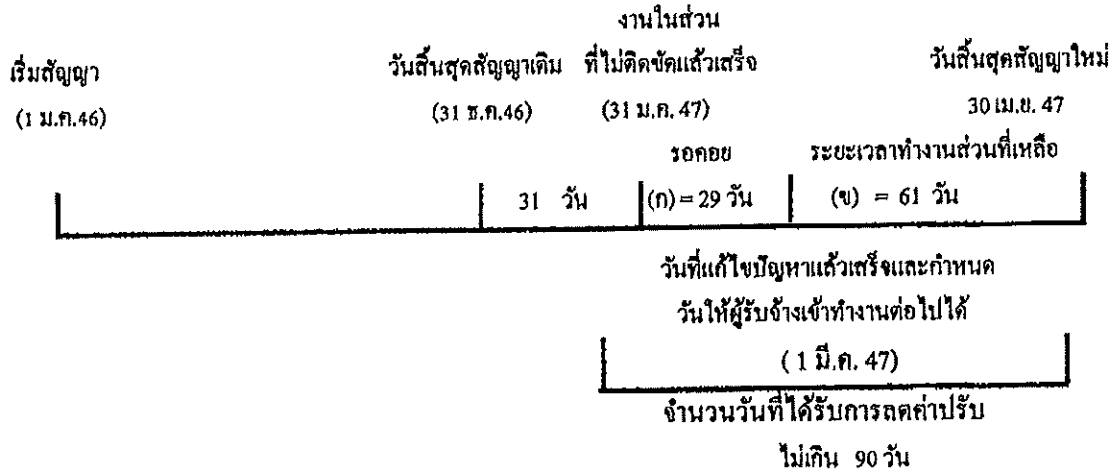 งานในส่วน
เริ่มสัญญา วันสิ้นสุดสัญญาเดิม ที่ไม่ติดขัดแล้วเสร็จ วันสิ้นสุดสัญญาใหม่
(1 ม.ค.46) (31 ธ.ค.46) (31 ม.ค. 47) 30 เม.ย. 47
รอคอย ระยะเวลาทำงานส่วนที่เหลือ
31 วัน (ก) = 29 วัน (ข) = 61 วัน
วันที่แก้ไขปัญหาแล้วเสร็จและกำหนด
วันให้ผู้รับจ้างเข้าทำงานต่อไปได้
( 1 มี.ค. 47)
จำนวนวันที่ได้รับการลดค่าปรับ
ไม่เกิน 90 วัน